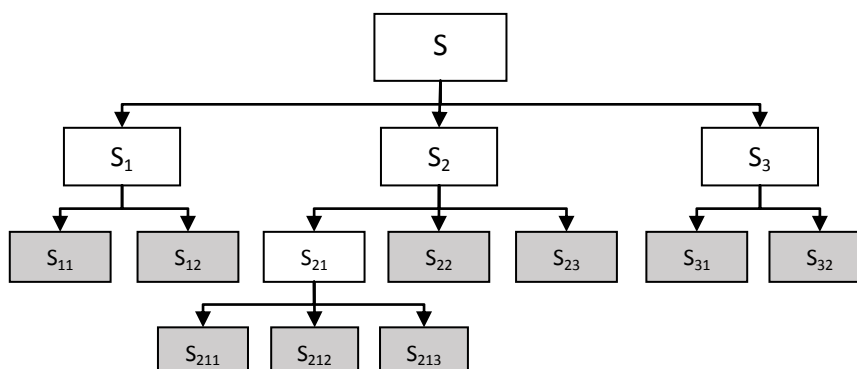 S
S₁ S₂ S₃
S₁₁ S₁₂ S₂₁ S₂₂ S₂₃ S₃₁ S₃₂
S₂₁₁ S₂₁₂ S₂₁₃